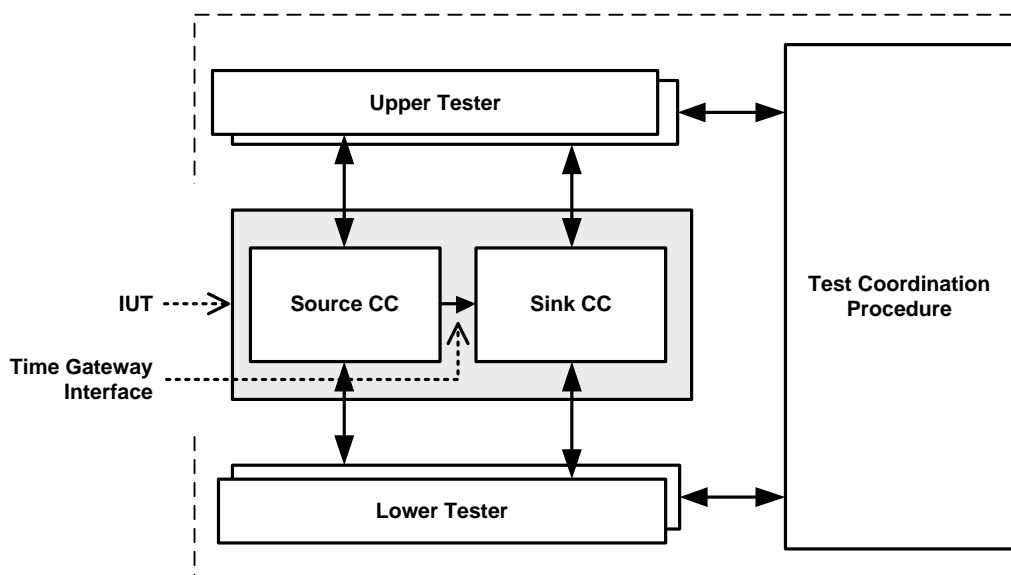 Upper Tester
Test Coordination
Procedure
IUT
Source CC
Sink CC
Time Gateway
Interface
Lower Tester